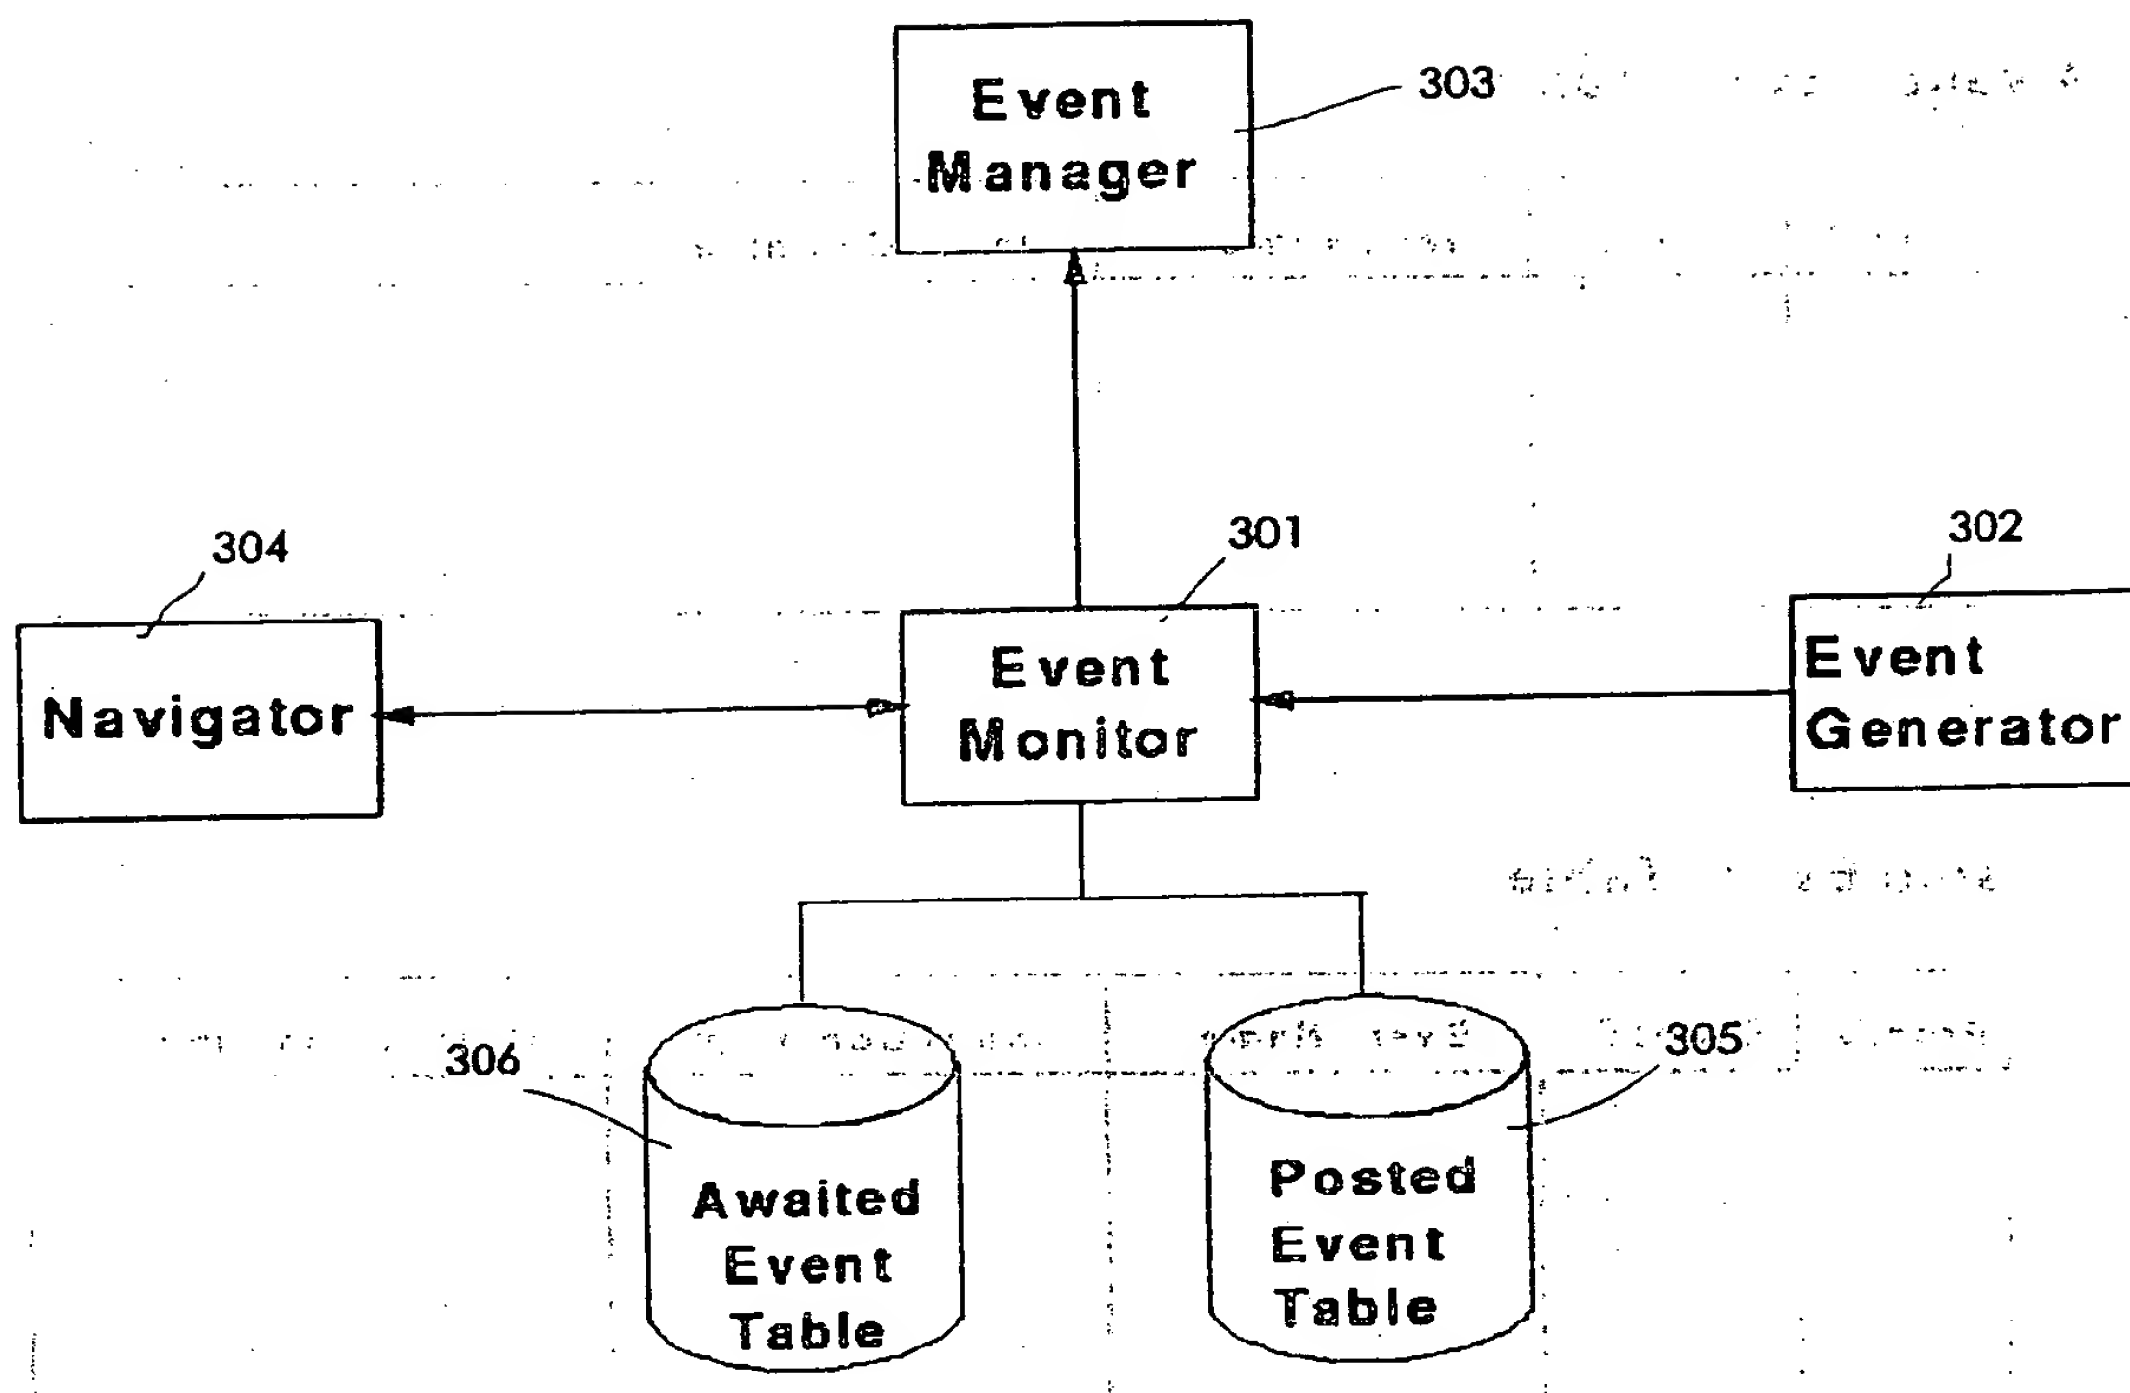 Event
Manager
303
304
301
302
Navigator
Event
Monitor
Event
Generator
306
305
Awaited
Event
Table
Posted
Event
Table